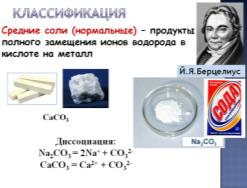 КЛАССИФИКАЦИЯ
Средние соли (нормальные) – продукты
полного замещения ионов водорода в
кислоте на металл
Й.Я.Берцелиус
CaCO₃
СОДА
Na₂CO₃
Диссоциация:
Na₂CO₃ = 2Na⁺ + CO₃²⁻
CaCO₃ = Ca²⁺ + CO₃²⁻